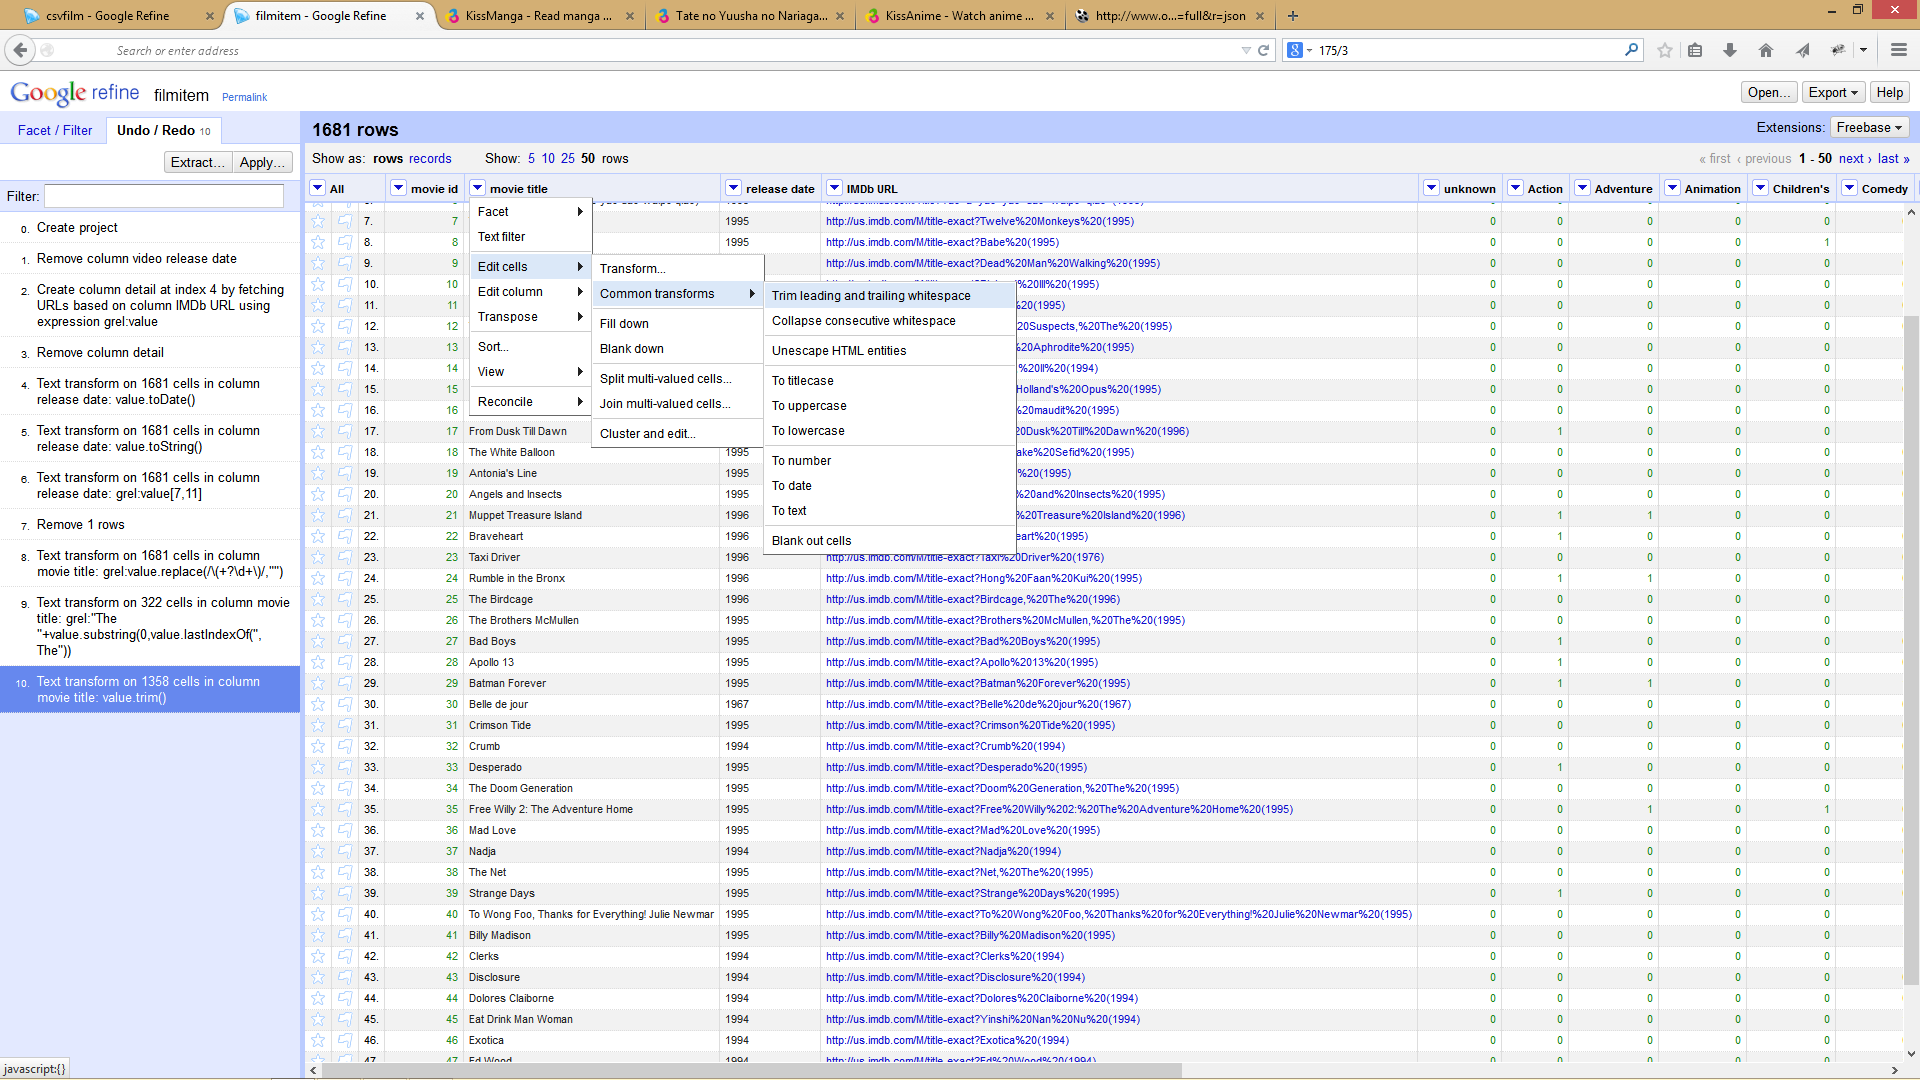 csvfilm - Google Refine
filmitem - Google Refine
KissManga - Read manga ...
Tate no Yuusha no Nariaga...
KissAnime - Watch anime ...
http://www.o...=full&r=json
Search or enter address
175/3
Google refine filmitem Permalink
Open... Export Help
Facet / Filter Undo / Redo 10
Extract... Apply...
Filter:
0. Create project
1. Remove column video release date
2. Create column detail at index 4 by fetching
URLs based on column IMDb URL using
expression grel:value
3. Remove column detail
4. Text transform on 1681 cells in column
release date: value.toDate()
5. Text transform on 1681 cells in column
release date: value.toString()
6. Text transform on 1681 cells in column
release date: grel:value[7,11]
7. Remove 1 rows
8. Text transform on 1681 cells in column
movie title: grel:value.replace(/\(+?\d+\)/,"")
9. Text transform on 322 cells in column movie
title: grel:"The
"+value.substring(0,value.lastIndexOf(",
The"))
10. Text transform on 1358 cells in column
movie title: value.trim()
javascript:{}
1681 rows
Extensions: Freebase
Show as: rows records Show: 5 10 25 50 rows
« first ‹ previous 1 - 50 next › last »
All movie id movie title release date IMDb URL unknown Action Adventure Animation Children's Comedy
Facet
Text filter
Edit cells
Edit column
Transpose
Sort...
View
Reconcile
Transform...
Common transforms
Fill down
Blank down
Split multi-valued cells...
Join multi-valued cells...
Cluster and edit...
Trim leading and trailing whitespace
Collapse consecutive whitespace
Unescape HTML entities
To titlecase
To uppercase
To lowercase
To number
To date
To text
Blank out cells
7. 7 1995 http://us.imdb.com/M/title-exact?Twelve%20Monkeys%20(1995) 0 0 0 0 0
8. 8 1995 http://us.imdb.com/M/title-exact?Babe%20(1995) 0 0 0 0 1
9. 9 http://us.imdb.com/M/title-exact?Dead%20Man%20Walking%20(1995) 0 0 0 0 0
10. 10 %20III%20(1995) 0 0 0 0 0
11. 11 %20(1995) 0 0 0 0 0
12. 12 %20Suspects,%20The%20(1995) 0 0 0 0 0
13. 13 %20Aphrodite%20(1995) 0 0 0 0 0
14. 14 %20II%20(1994) 0 0 0 0 0
15. 15 Holland's%20Opus%20(1995) 0 0 0 0 0
16. 16 %20maudit%20(1995) 0 0 0 0 0
17. 17 From Dusk Till Dawn 20Dusk%20Till%20Dawn%20(1996) 0 1 0 0 0
18. 18 The White Balloon 1995 ake%20Sefid%20(1995) 0 0 0 0 0
19. 19 Antonia's Line 1995 %20(1995) 0 0 0 0 0
20. 20 Angels and Insects 1995 %20and%20Insects%20(1995) 0 0 0 0 0
21. 21 Muppet Treasure Island 1996 %20Treasure%20Island%20(1996) 0 1 1 0 0
22. 22 Braveheart 1996 eart%20(1995) 0 1 0 0 0
23. 23 Taxi Driver 1996 http://us.imdb.com/M/title-exact?Taxi%20Driver%20(1976) 0 0 0 0 0
24. 24 Rumble in the Bronx 1996 http://us.imdb.com/M/title-exact?Hong%20Faan%20Kui%20(1995) 0 1 1 0 0
25. 25 The Birdcage 1996 http://us.imdb.com/M/title-exact?Birdcage,%20The%20(1996) 0 0 0 0 0
26. 26 The Brothers McMullen 1995 http://us.imdb.com/M/title-exact?Brothers%20McMullen,%20The%20(1995) 0 0 0 0 0
27. 27 Bad Boys 1995 http://us.imdb.com/M/title-exact?Bad%20Boys%20(1995) 0 1 0 0 0
28. 28 Apollo 13 1995 http://us.imdb.com/M/title-exact?Apollo%2013%20(1995) 0 1 0 0 0
29. 29 Batman Forever 1995 http://us.imdb.com/M/title-exact?Batman%20Forever%20(1995) 0 1 1 0 0
30. 30 Belle de jour 1967 http://us.imdb.com/M/title-exact?Belle%20de%20jour%20(1967) 0 0 0 0 0
31. 31 Crimson Tide 1995 http://us.imdb.com/M/title-exact?Crimson%20Tide%20(1995) 0 0 0 0 0
32. 32 Crumb 1994 http://us.imdb.com/M/title-exact?Crumb%20(1994) 0 0 0 0 0
33. 33 Desperado 1995 http://us.imdb.com/M/title-exact?Desperado%20(1995) 0 1 0 0 0
34. 34 The Doom Generation 1995 http://us.imdb.com/M/title-exact?Doom%20Generation,%20The%20(1995) 0 0 0 0 0
35. 35 Free Willy 2: The Adventure Home 1995 http://us.imdb.com/M/title-exact?Free%20Willy%202:%20The%20Adventure%20Home%20(1995) 0 0 1 0 1
36. 36 Mad Love 1995 http://us.imdb.com/M/title-exact?Mad%20Love%20(1995) 0 0 0 0 0
37. 37 Nadja 1994 http://us.imdb.com/M/title-exact?Nadja%20(1994) 0 0 0 0 0
38. 38 The Net 1995 http://us.imdb.com/M/title-exact?Net,%20The%20(1995) 0 0 0 0 0
39. 39 Strange Days 1995 http://us.imdb.com/M/title-exact?Strange%20Days%20(1995) 0 1 0 0 0
40. 40 To Wong Foo, Thanks for Everything! Julie Newmar 1995 http://us.imdb.com/M/title-exact?To%20Wong%20Foo,%20Thanks%20for%20Everything!%20Julie%20Newmar%20(1995) 0 0 0 0 0
41. 41 Billy Madison 1995 http://us.imdb.com/M/title-exact?Billy%20Madison%20(1995) 0 0 0 0 0
42. 42 Clerks 1994 http://us.imdb.com/M/title-exact?Clerks%20(1994) 0 0 0 0 0
43. 43 Disclosure 1994 http://us.imdb.com/M/title-exact?Disclosure%20(1994) 0 0 0 0 0
44. 44 Dolores Claiborne 1994 http://us.imdb.com/M/title-exact?Dolores%20Claiborne%20(1994) 0 0 0 0 0
45. 45 Eat Drink Man Woman 1994 http://us.imdb.com/M/title-exact?Yinshi%20Nan%20Nu%20(1994) 0 0 0 0 0
46. 46 Exotica 1994 http://us.imdb.com/M/title-exact?Exotica%20(1994) 0 0 0 0 0
47. 47 Ed Wood 1994 http://us.imdb.com/M/title-exact?Ed%20Wood%20(1994) 0 0 0 0 0